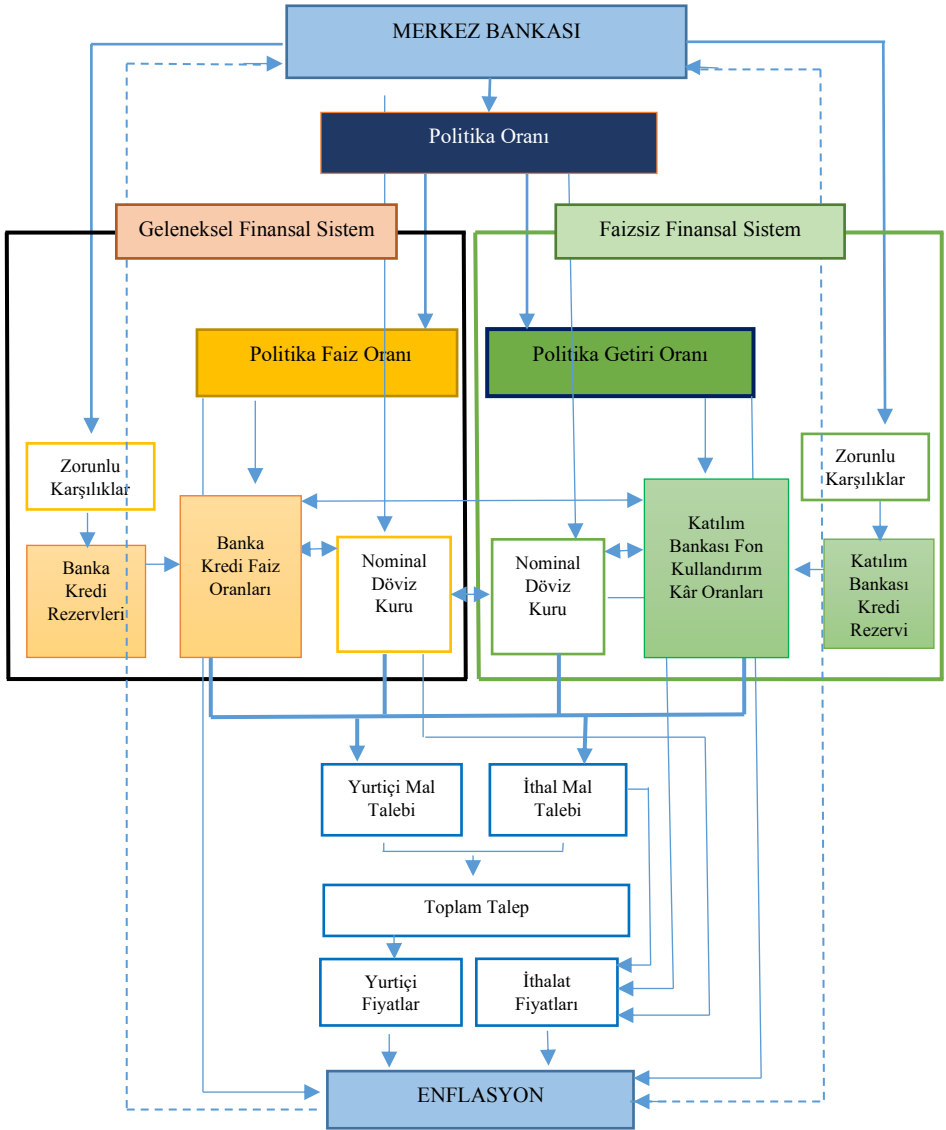 MERKEZ BANKASI
Politika Oranı
Geleneksel Finansal Sistem
Faizsiz Finansal Sistem
Politika Faiz Oranı
Politika Getiri Oranı
Zorunlu
Karşılıklar
Zorunlu
Karşılıklar
Banka
Kredi
Rezervleri
Banka
Kredi Faiz
Oranları
Nominal
Döviz
Kuru
Nominal
Döviz
Kuru
Katılım
Bankası Fon
Kullandırım
Kâr Oranları
Katılım
Bankası
Kredi
Rezervi
Yurtiçi Mal
Talebi
İthal Mal
Talebi
Toplam Talep
Yurtiçi
Fiyatlar
İthalat
Fiyatları
ENFLASYON